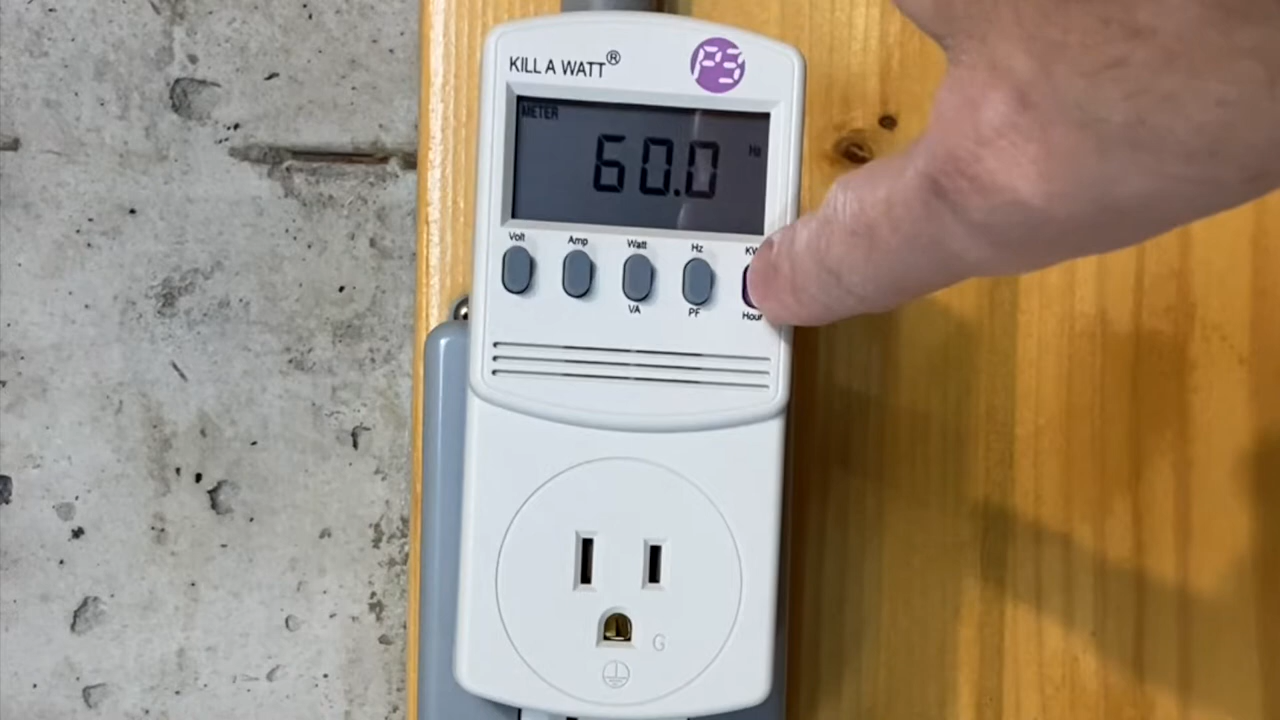 KILL A WATT®
P3
METER
60.0 Hz
Volt Amp Watt Hz
VA PF Hour
G